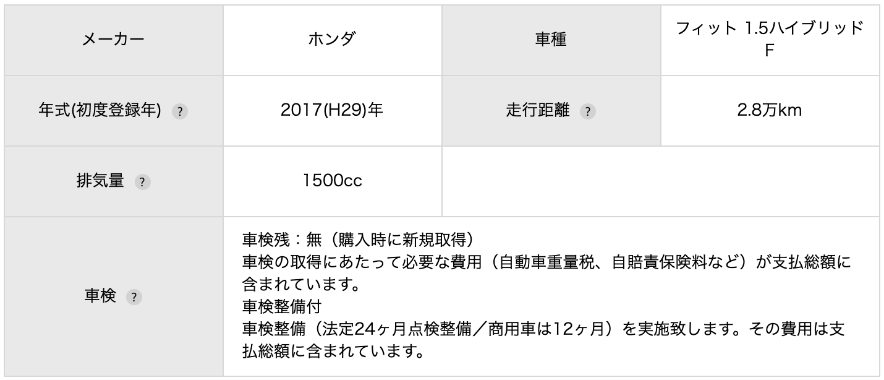 メーカー
ホンダ
車種
フィット 1.5ハイブリッド
F
年式(初度登録年) ?
2017(H29)年
走行距離 ?
2.8万km
排気量 ?
1500cc
車検 ?
車検残：無（購入時に新規取得）
車検の取得にあたって必要な費用（自動車重量税、自賠責保険料など）が支払総額に
含まれています。
車検整備付
車検整備（法定24ヶ月点検整備／商用車は12ヶ月）を実施致します。その費用は支
払総額に含まれています。